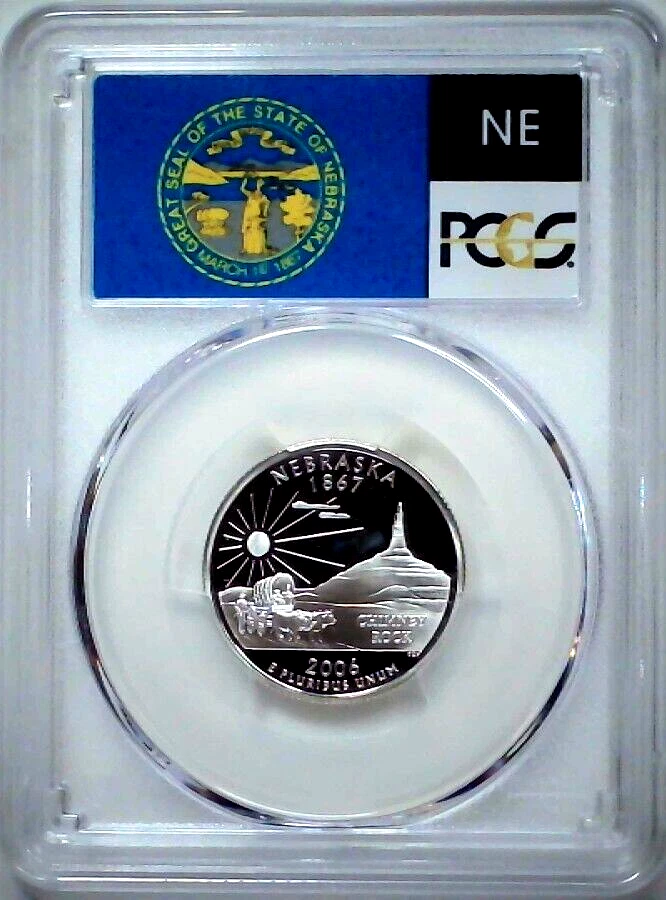 GREAT SEAL OF THE STATE OF NEBRASKA
MARCH 1st 1867
NE
PCGS.
NEBRASKA
1867
CHIMNEY
ROCK
2006
E PLURIBUS UNUM